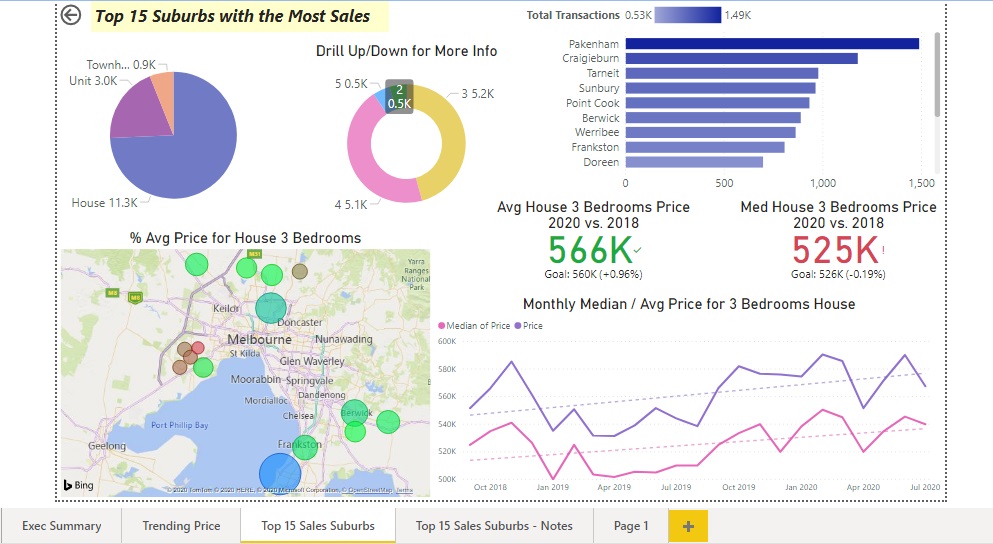 Top 15 Suburbs with the Most Sales
Townh... 0.9K
Unit 3.0K
House 11.3K
Drill Up/Down for More Info
5 0.5K
2
0.5K
3 5.2K
4 5.1K
Total Transactions 0.53K 1.49K
Pakenham
Craigieburn
Tarneit
Sunbury
Point Cook
Berwick
Werribee
Frankston
Doreen
0 500 1,000 1,500
% Avg Price for House 3 Bedrooms
Yarra
Ranges
National
Park
Keilor
Doncaster
Melbourne
St Kilda
Nunawading
Glen Waverley
Moorabbin
Springvale
Mordialloc
Dandenong
Chelsea
Berwick
Port Phillip Bay
Geelong
Frankston
Bing
© 2020 TomTom © 2020 HERE, © 2020 Microsoft Corporation, © OpenStreetMap Terms
Avg House 3 Bedrooms Price
2020 vs. 2018
566K
Goal: 560K (+0.96%)
Med House 3 Bedrooms Price
2020 vs. 2018
525K!
Goal: 526K (-0.19%)
Monthly Median / Avg Price for 3 Bedrooms House
Median of Price Price
600K
580K
560K
540K
520K
500K
Oct 2018 Jan 2019 Apr 2019 Jul 2019 Oct 2019 Jan 2020 Apr 2020 Jul 2020
Exec Summary Trending Price Top 15 Sales Suburbs Top 15 Sales Suburbs - Notes Page 1 +